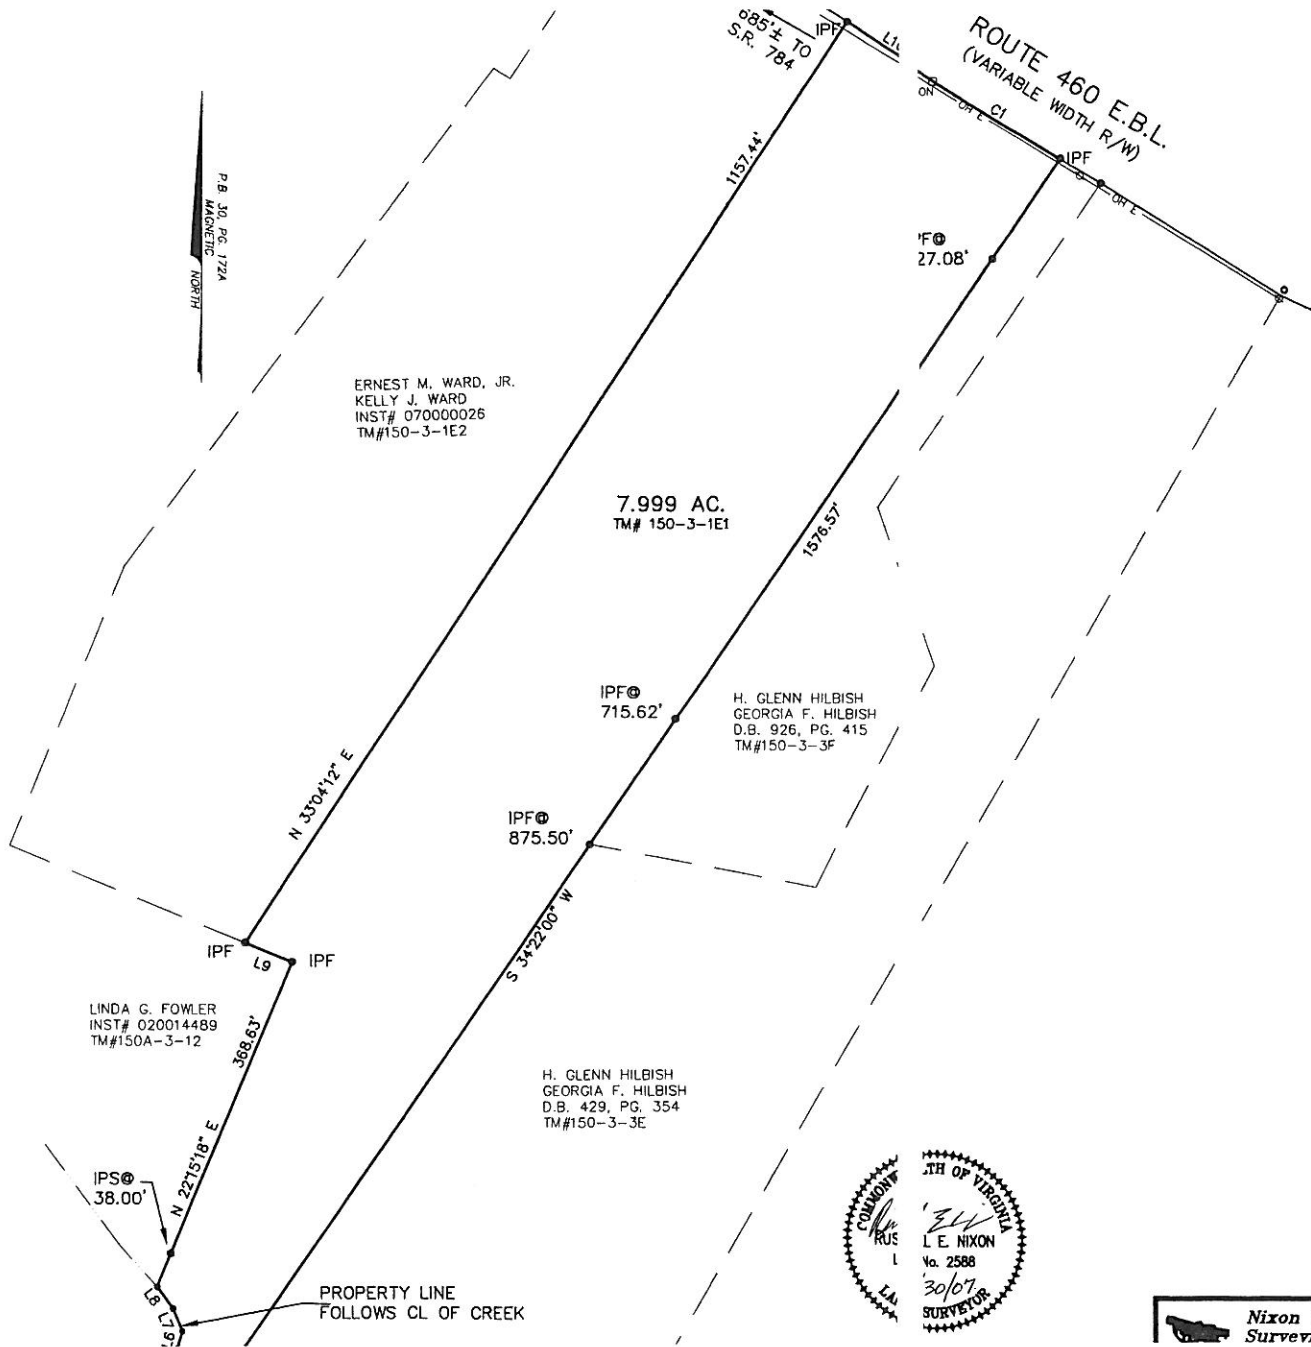 685'± TO
S.R. 784
IPF
ROUTE 460 E.B.L.
(VARIABLE WIDTH R/W)
OH E
C1
IPF
OH E
1157.44'
P.B. 30, PG. 172A
MAGNETIC
NORTH
27.08'
ERNEST M. WARD, JR.
KELLY J. WARD
INST# 070000026
TM#150-3-1E2
7.999 AC.
TM# 150-3-1E1
1576.57'
IPF@
715.62'
H. GLENN HILBISH
GEORGIA F. HILBISH
D.B. 926, PG. 415
TM#150-3-3F
N 33°04'12" E
IPF@
875.50'
S 34°22'00" W
IPF
L9
IPF
LINDA G. FOWLER
INST# 020014489
TM#150A-3-12
368.63'
H. GLENN HILBISH
GEORGIA F. HILBISH
D.B. 429, PG. 354
TM#150-3-3E
N 22°15'18" E
IPS@
38.00'
L8
L7
PROPERTY LINE
FOLLOWS CL OF CREEK
OF VIRGINIA
L E. NIXON
No. 2588
30/07
SURVEYOR
Nixon